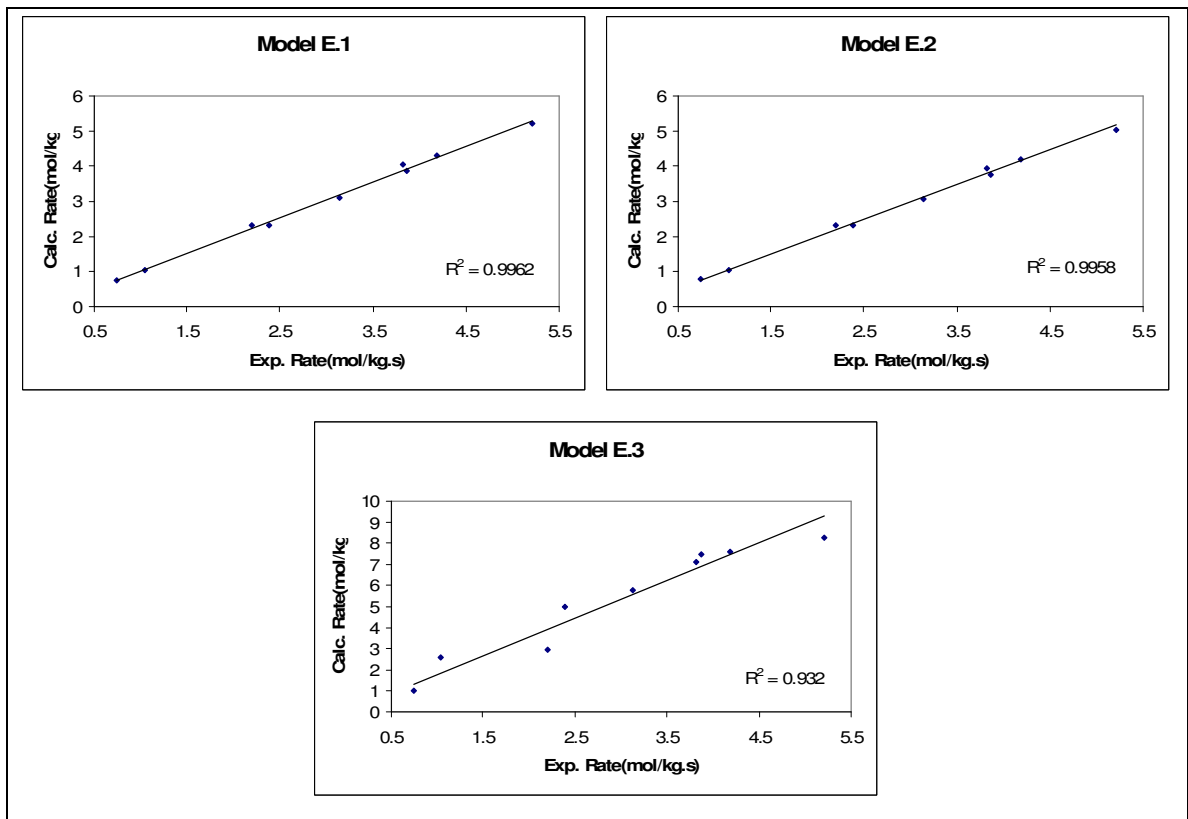 Model E.1
6
5
4
3
2
1
0
Calc. Rate(mol/kg
0.5 1.5 2.5 3.5 4.5 5.5
Exp. Rate(mol/kg.s)
R² = 0.9962
Model E.2
6
5
4
3
2
1
0
Calc. Rate(mol/kg
0.5 1.5 2.5 3.5 4.5 5.5
Exp. Rate(mol/kg.s)
R² = 0.9958
Model E.3
10
9
8
7
6
5
4
3
2
1
0
Calc. Rate(mol/kg
0.5 1.5 2.5 3.5 4.5 5.5
Exp. Rate(mol/kg.s)
R² = 0.932